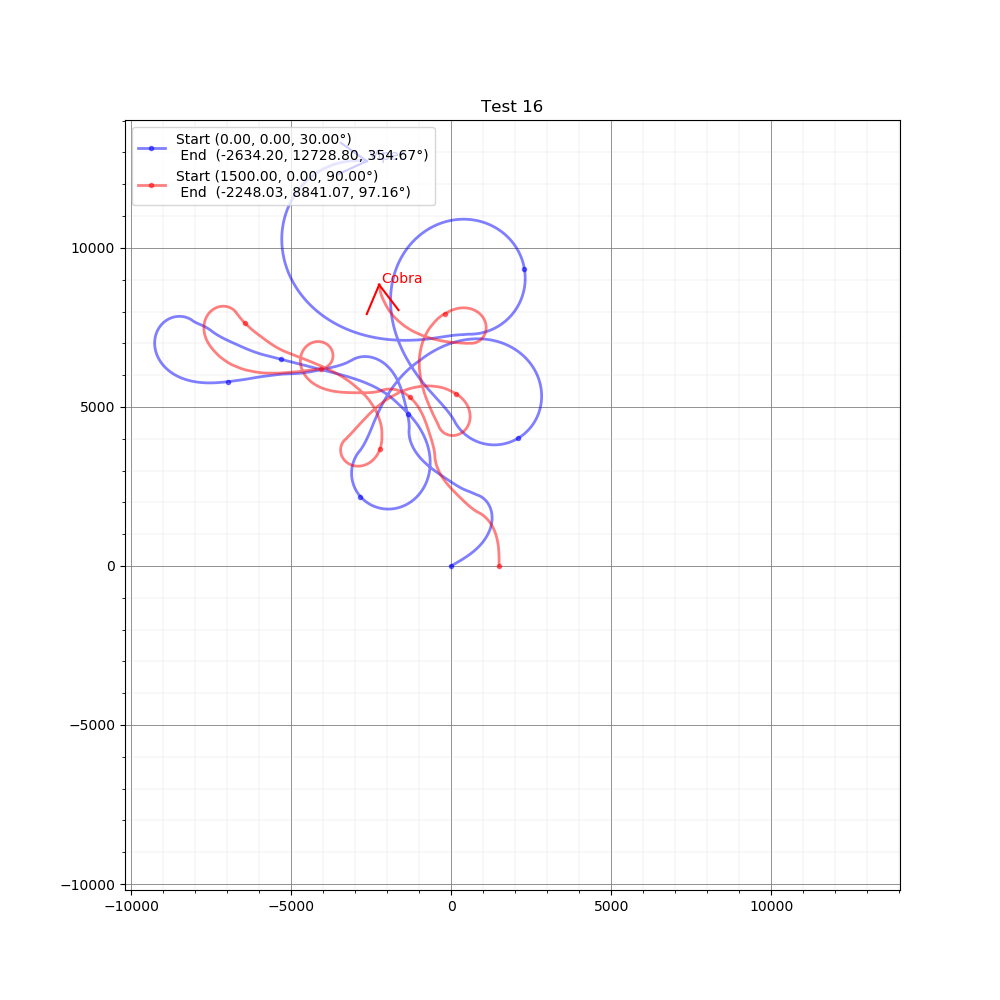 Test 16
Start (0.00, 0.00, 30.00°)
End (-2634.20, 12728.80, 354.67°)
Start (1500.00, 0.00, 90.00°)
End (-2248.03, 8841.07, 97.16°)
Cobra
10000
5000
0
−5000
−10000
−10000 −5000 0 5000 10000